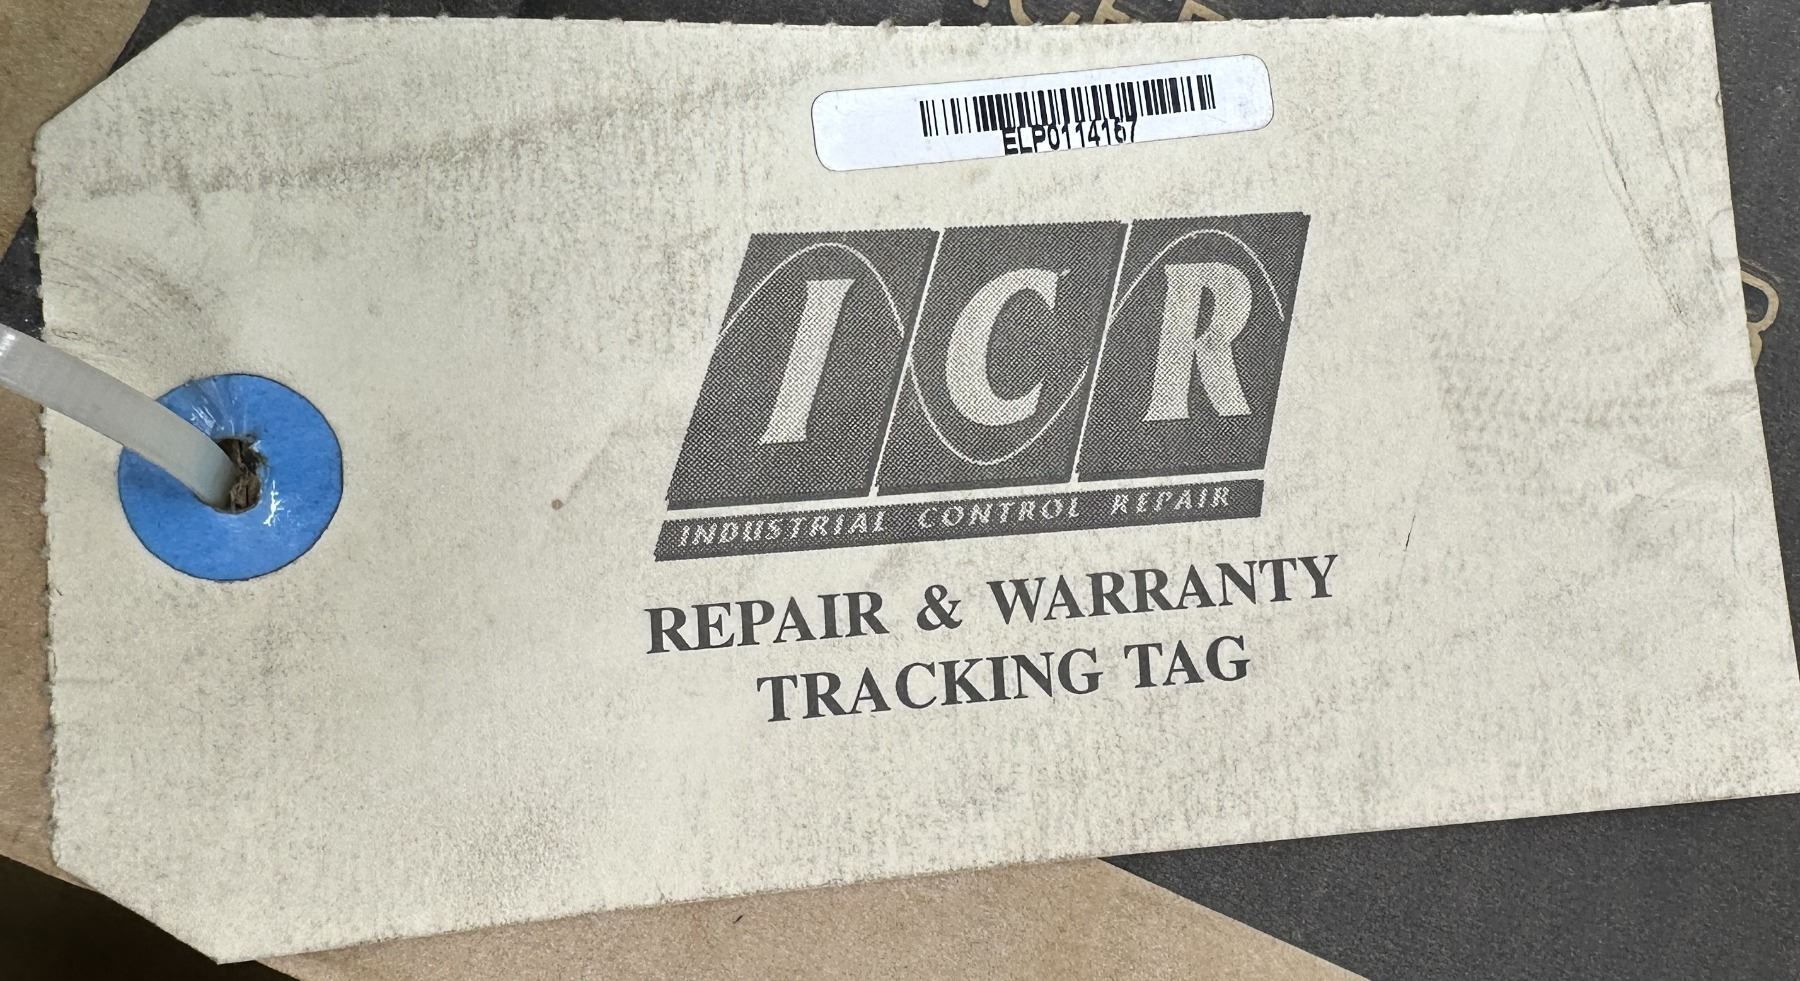 ELP0114167
ICR
INDUSTRIAL CONTROL REPAIR
REPAIR & WARRANTY
TRACKING TAG